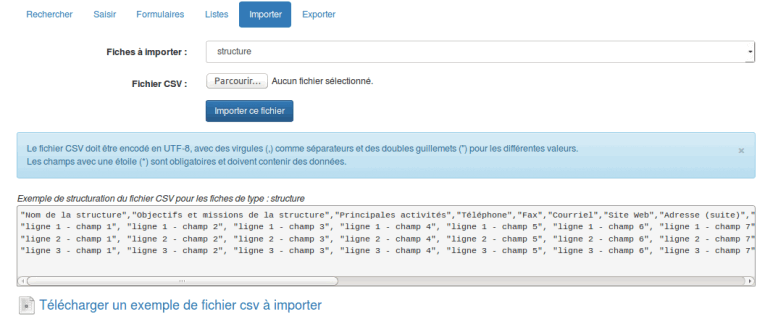 Rechercher Saisir Formulaires Listes Importer Exporter
Fiches à importer : structure
Fichier CSV : Parcourir... Aucun fichier sélectionné.
Importer ce fichier
Le fichier CSV doit être encodé en UTF-8, avec des virgules (,) comme séparateurs et des doubles guillemets (") pour les différentes valeurs.
Les champs avec une étoile (*) sont obligatoires et doivent contenir des données.
Exemple de structuration du fichier CSV pour les fiches de type : structure
"Nom de la structure","Objectifs et missions de la structure","Principales activités","Téléphone","Fax","Courriel","Site Web","Adresse (suite)","
"ligne 1 - champ 1", "ligne 1 - champ 2", "ligne 1 - champ 3", "ligne 1 - champ 4", "ligne 1 - champ 5", "ligne 1 - champ 6", "ligne 1 - champ 7"
"ligne 2 - champ 1", "ligne 2 - champ 2", "ligne 2 - champ 3", "ligne 2 - champ 4", "ligne 2 - champ 5", "ligne 2 - champ 6", "ligne 2 - champ 7"
"ligne 3 - champ 1", "ligne 3 - champ 2", "ligne 3 - champ 3", "ligne 3 - champ 4", "ligne 3 - champ 5", "ligne 3 - champ 6", "ligne 3 - champ 7"
Télécharger un exemple de fichier csv à importer